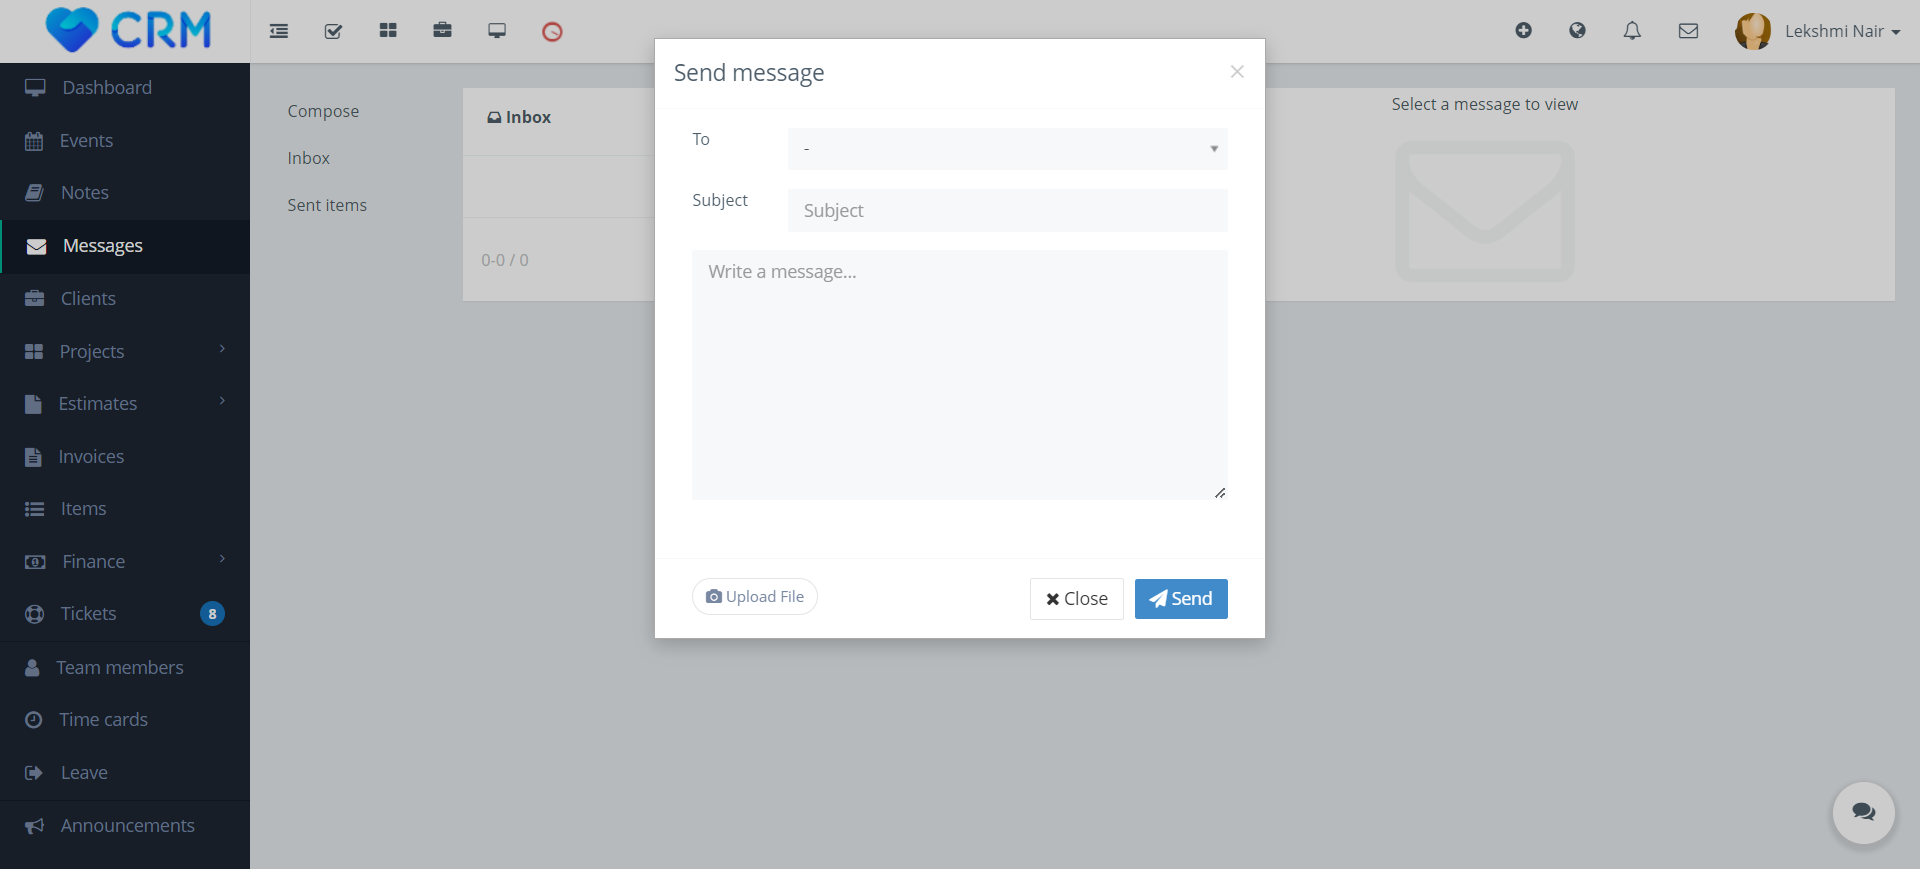 CRM
Lekshmi Nair
Dashboard
Events
Notes
Messages
Clients
Projects
Estimates
Invoices
Items
Finance
Tickets 8
Team members
Time cards
Leave
Announcements
Compose
Inbox
Sent items
Inbox
0-0 / 0
Select a message to view
Send message
To -
Subject Subject
Write a message...
Upload File
Close
Send